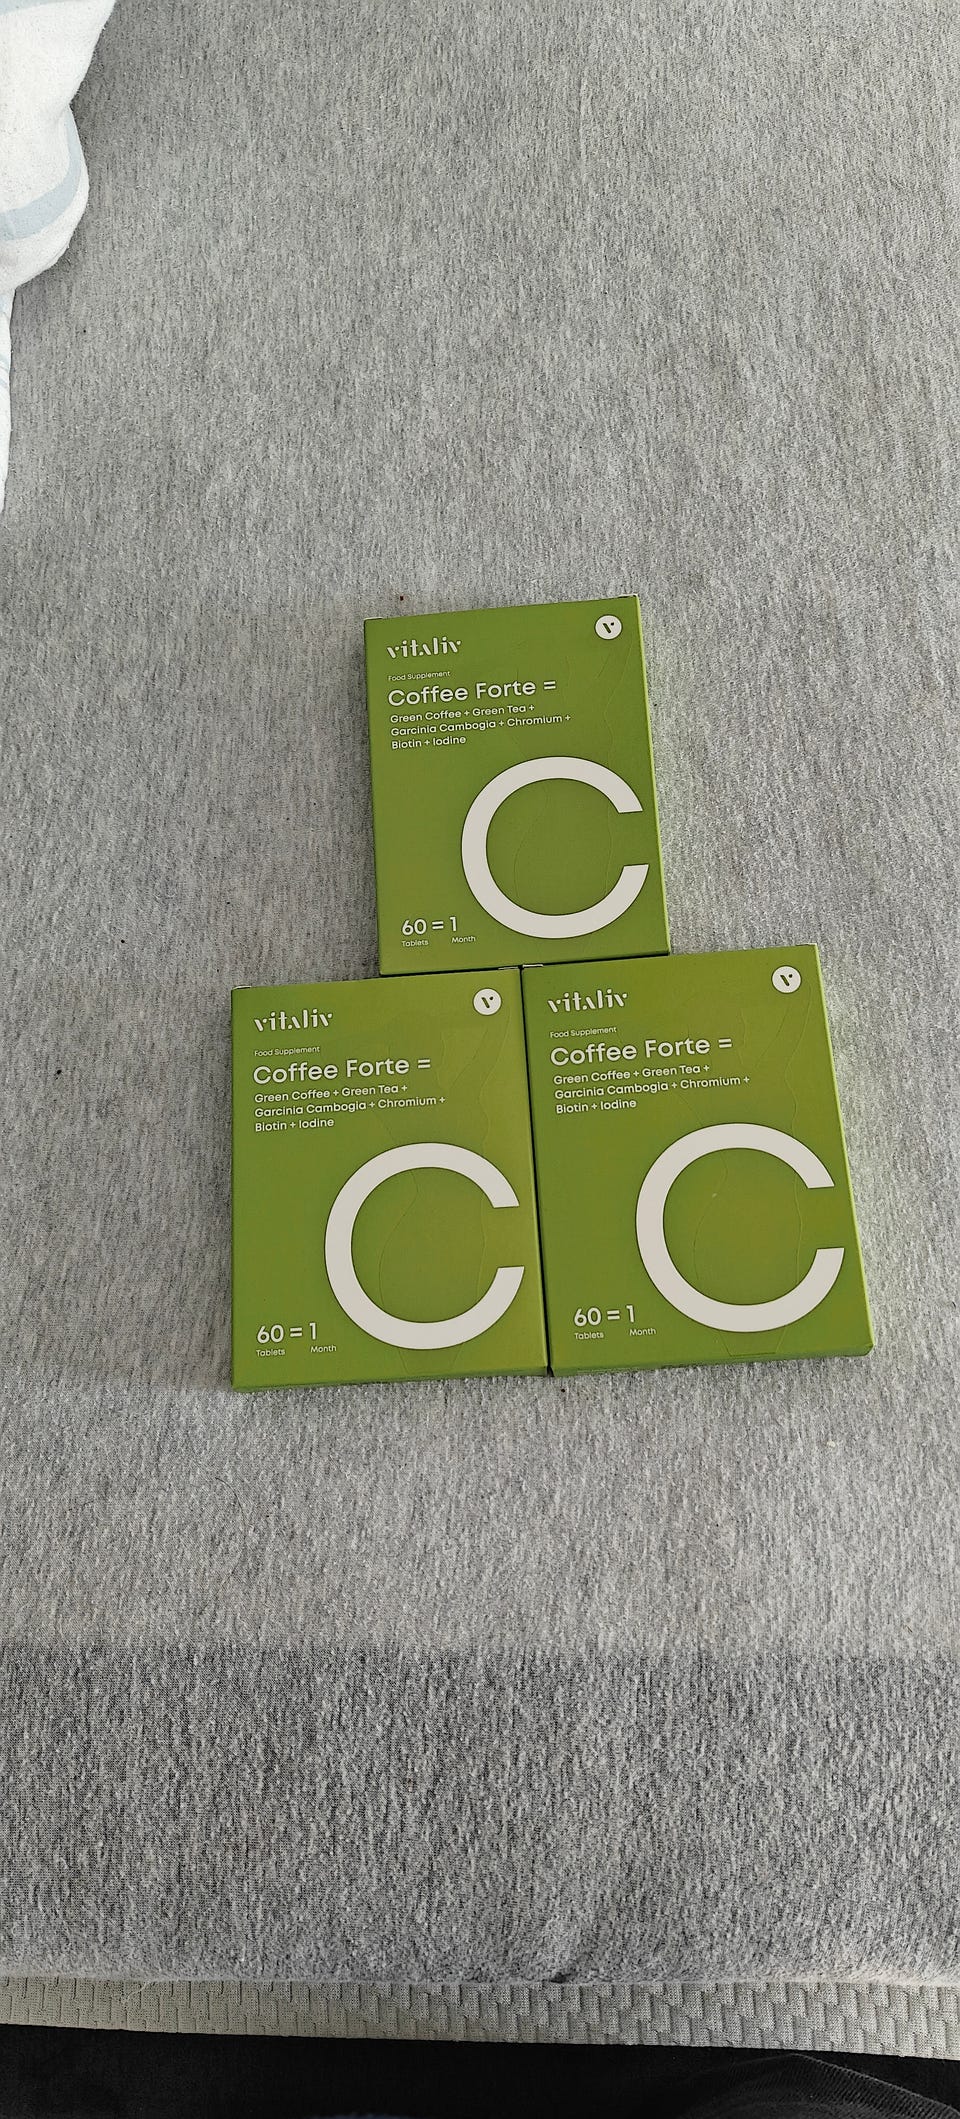 vitaliv
Food Supplement
Coffee Forte =
Green Coffee + Green Tea +
Garcinia Cambogia + Chromium +
Biotin + Iodine
60 = 1
Tablets Month
vitaliv
Food Supplement
Coffee Forte =
Green Coffee + Green Tea +
Garcinia Cambogia + Chromium +
Biotin + Iodine
C
60 = 1
Tablets Month
vitaliv
Food Supplement
Coffee Forte =
Green Coffee + Green Tea +
Garcinia Cambogia + Chromium +
Biotin + Iodine
C
60 = 1
Tablets Month